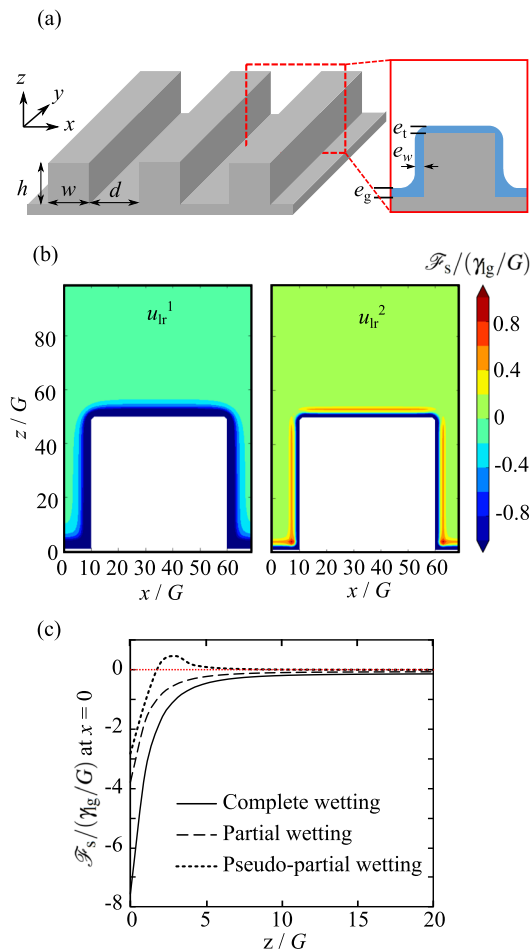 (a)
z
y
x
h
w
d
e_t
e_w
e_g
(b)
ℱ_s/(γ_lg/G)
u_lr^1
u_lr^2
z / G
80
60
40
20
0
0 10 20 30 40 50 60
x / G
0 10 20 30 40 50 60
x / G
0.8
0.4
0
-0.4
-0.8
(c)
ℱ_s/(γ_lg/G) at x = 0
0
-2
-4
-6
-8
Complete wetting
Partial wetting
Pseudo-partial wetting
0 5 10 15 20
z / G